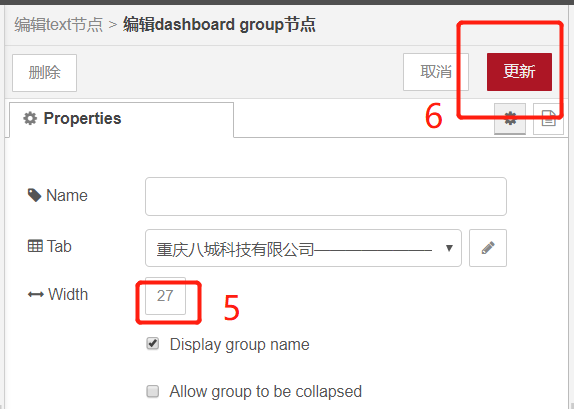 编辑text节点 > 编辑dashboard group节点
删除 取消 更新
6
Properties
Name
Tab 重庆八城科技有限公司————————
Width 27 5
Display group name
Allow group to be collapsed